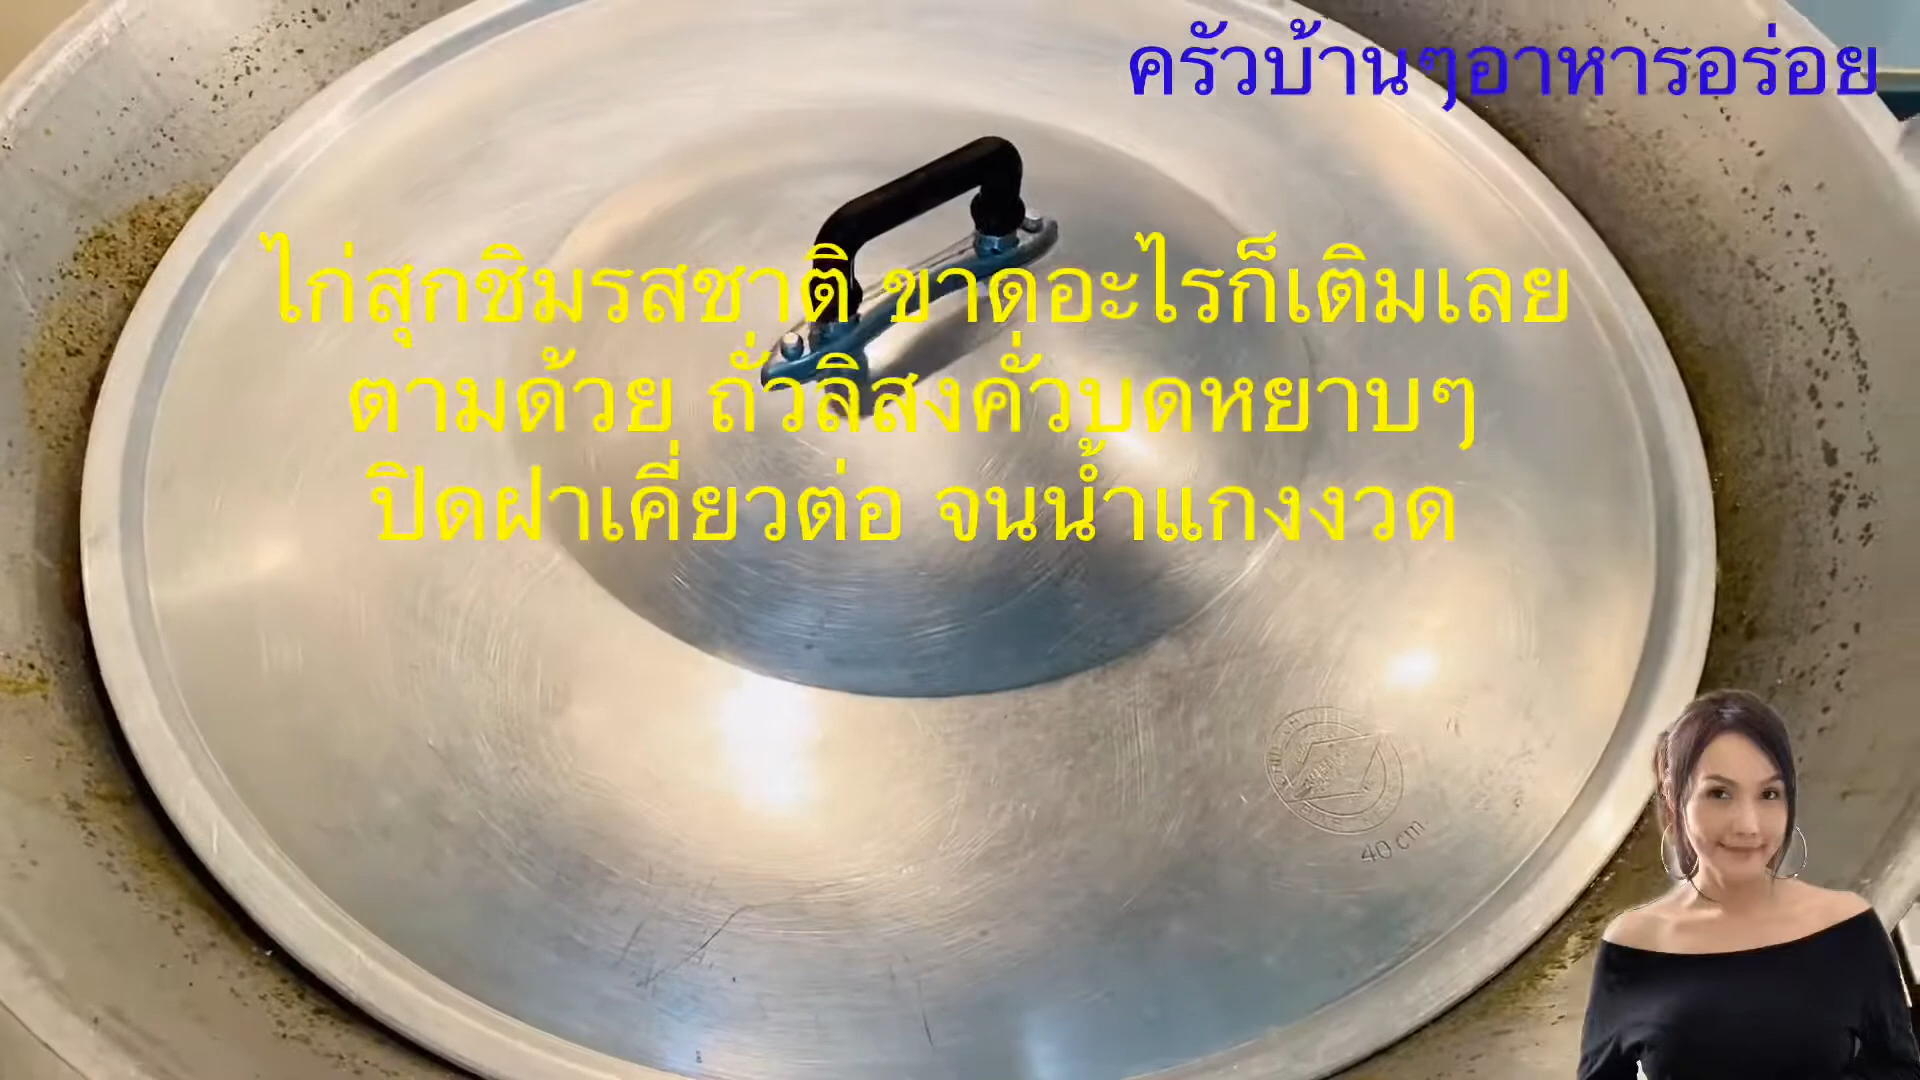 ครัวบ้านๆอาหารอร่อย
ไก่สุกชิมรสชาติ ขาดอะไรก็เติมเลย
ตามด้วย ถั่วลิสงคั่วบดหยาบๆ
ปิดฝาเคี่ยวต่อ จนน้ำแกงงวด
40 cm